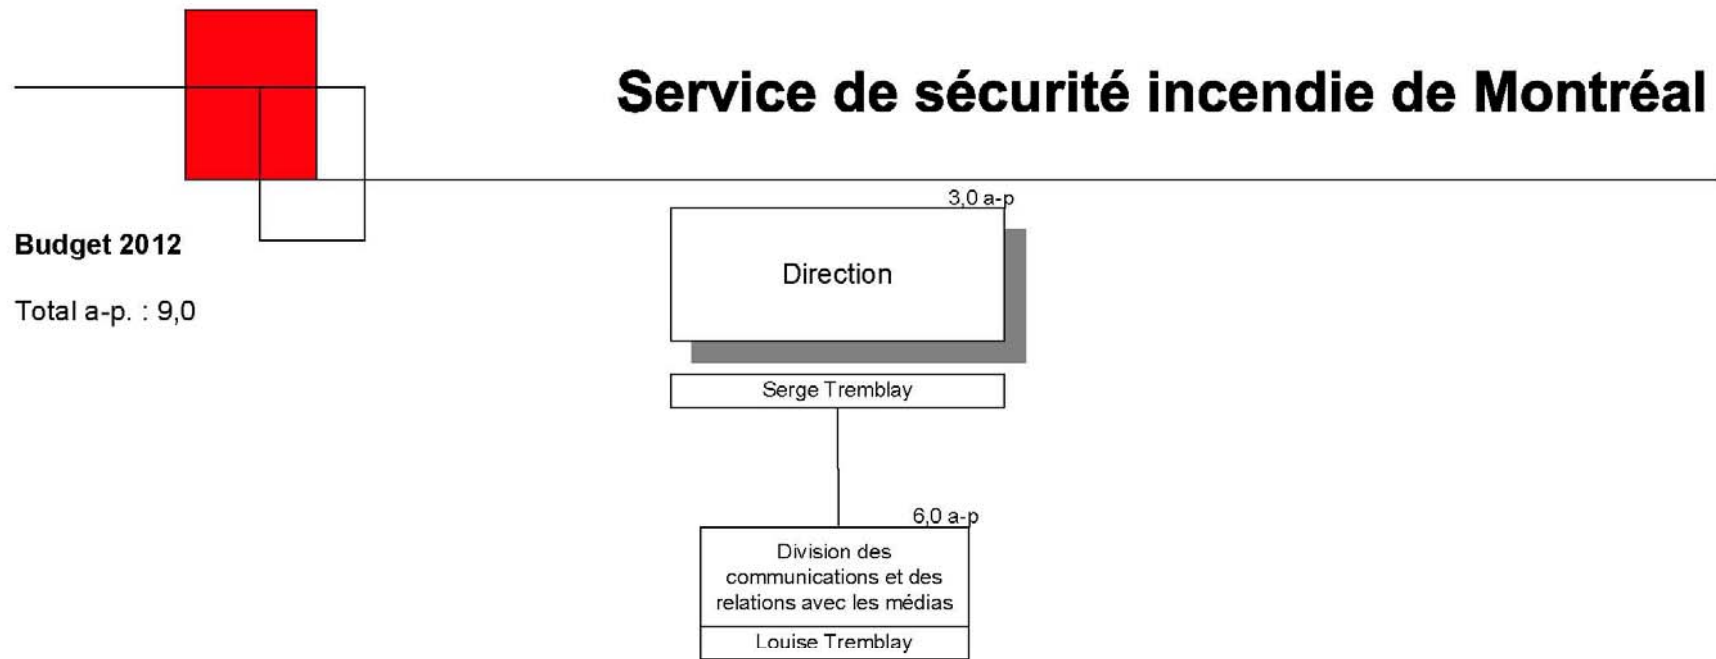 Service de sécurité incendie de Montréal
3,0 a-p
Budget 2012
Direction
Total a-p. : 9,0
Serge Tremblay
6,0 a-p
Division des
communications et des
relations avec les médias
Louise Tremblay